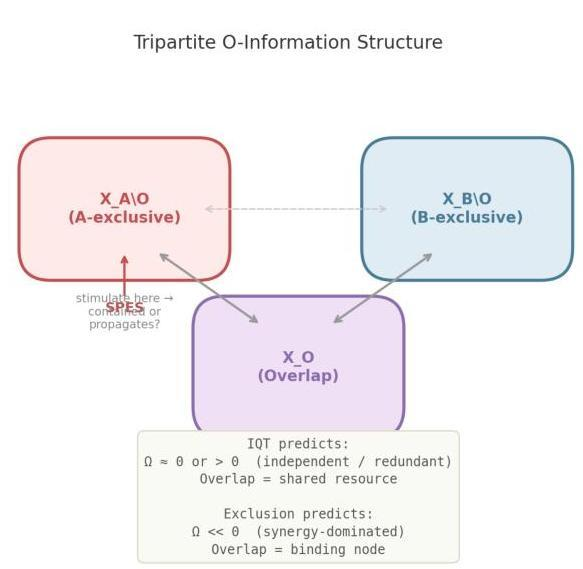 Tripartite O-Information Structure
X_A\O
(A-exclusive)
X_B\O
(B-exclusive)
SPES
stimulate here →
contained or
propagates?
X_O
(Overlap)
IQT predicts:
Ω ≈ 0 or > 0  (independent / redundant)
Overlap = shared resource
Exclusion predicts:
Ω << 0  (synergy-dominated)
Overlap = binding node